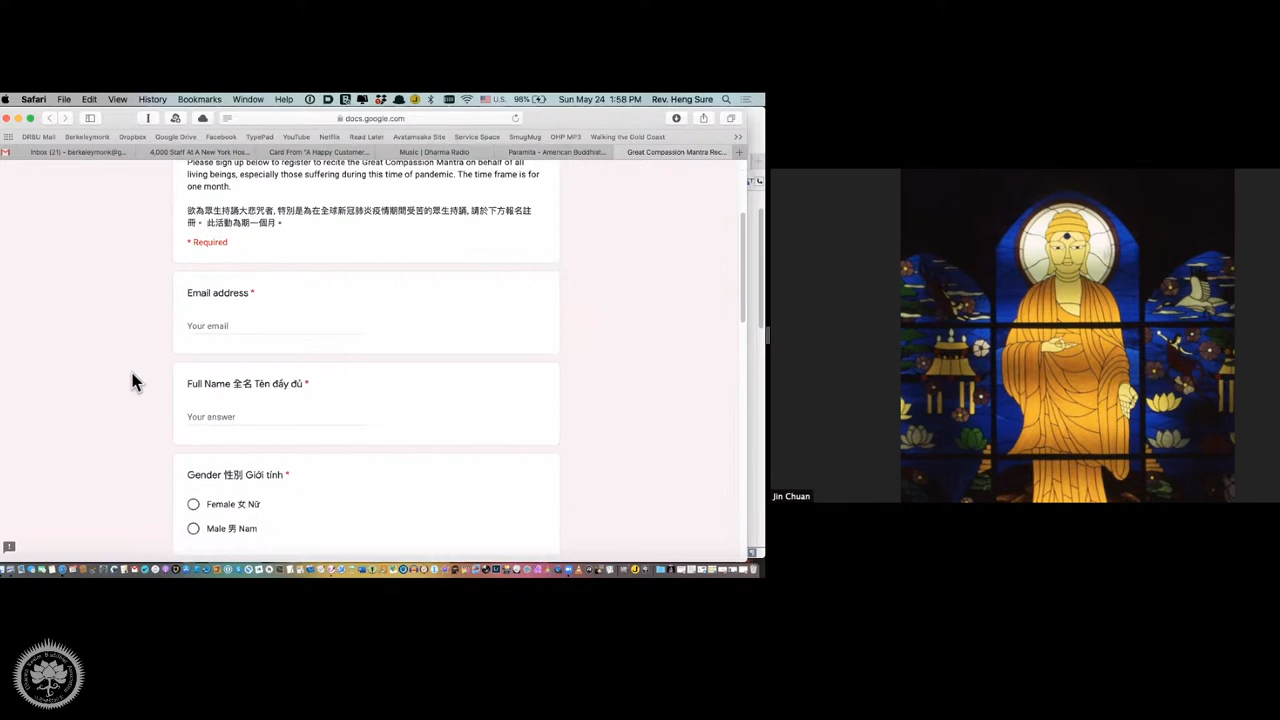 Safari File Edit View History Bookmarks Window Help U.S. 98% Sun May 24 1:58 PM Rev. Heng Sure
docs.google.com
DRBU Mail Berkeleymonk Dropbox Google Drive Facebook TypePad YouTube Netflix Read Later Avatamsaka Site Service Space SmugMug OHP MP3 Walking the Gold Coast
Inbox (21) - berkeleymonk@g... 4,000 Staff At A New York Hos... Card From "A Happy Customer... Music | Dharma Radio Paramita - American Buddhist... Great Compassion Mantra Rec...
Please sign up below to register to recite the Great Compassion Mantra on behalf of all
living beings, especially those suffering during this time of pandemic. The time frame is for
one month.
欲為眾生持誦大悲咒者, 特別是為在全球新冠肺炎疫情期間受苦的眾生持誦, 請於下方報名註
冊。 此活動為期一個月。
* Required
Email address *
Your email
Full Name 全名 Tên đầy đủ *
Your answer
Gender 性別 Giới tính *
Female 女 Nữ
Male 男 Nam
Jin Chuan